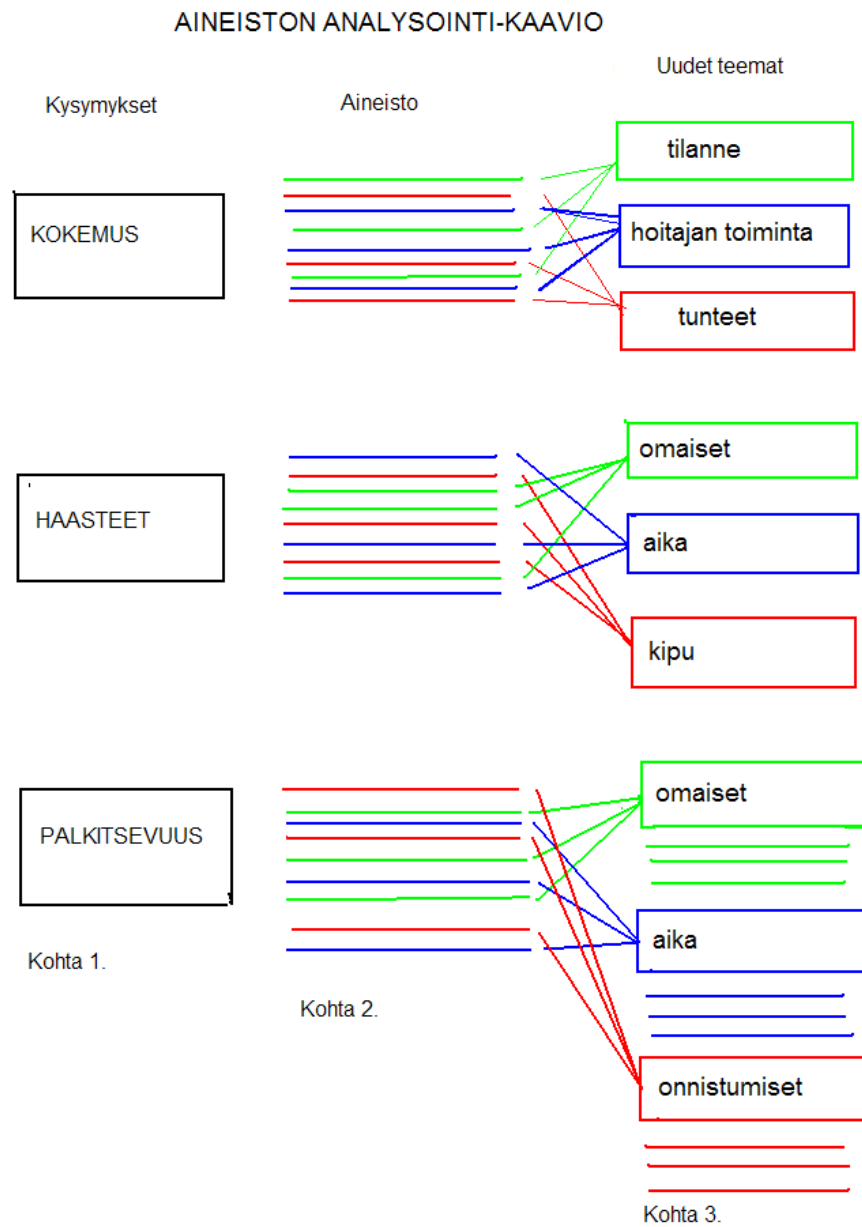 AINEISTON ANALYSOINTI-KAAVIO
Kysymykset
Aineisto
Uudet teemat
KOKEMUS
tilanne
hoitajan toiminta
tunteet
HAASTEET
omaiset
aika
kipu
PALKITSEVUUS
omaiset
aika
onnistumiset
Kohta 1.
Kohta 2.
Kohta 3.